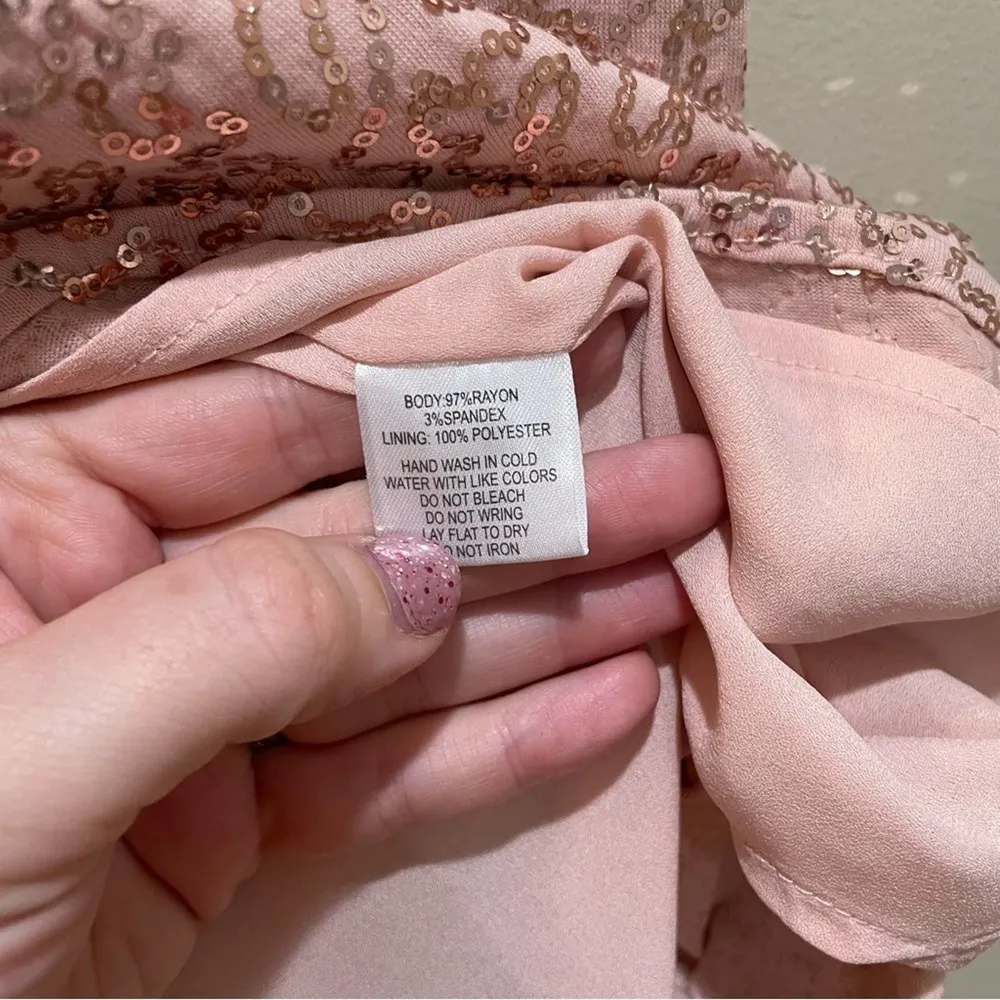 BODY:97%RAYON
3%SPANDEX
LINING: 100% POLYESTER
HAND WASH IN COLD
WATER WITH LIKE COLORS
DO NOT BLEACH
DO NOT WRING
LAY FLAT TO DRY
O NOT IRON